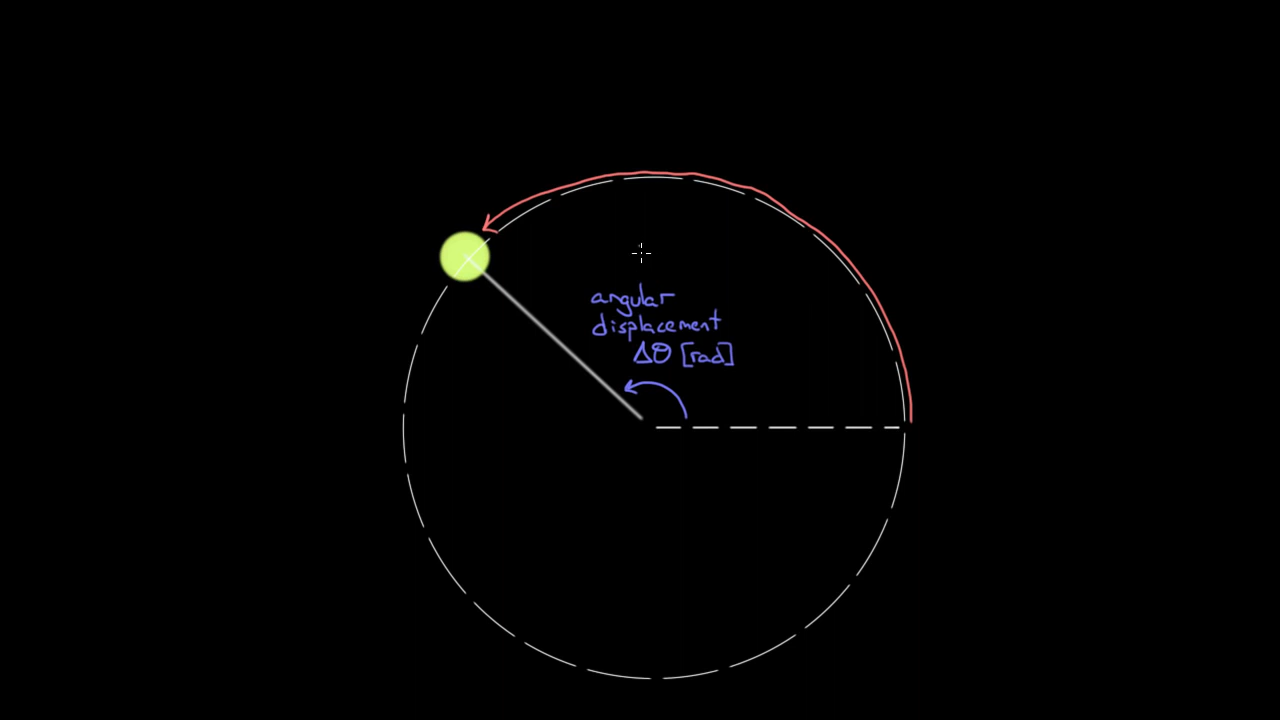 angular
displacement
Δθ [rad]